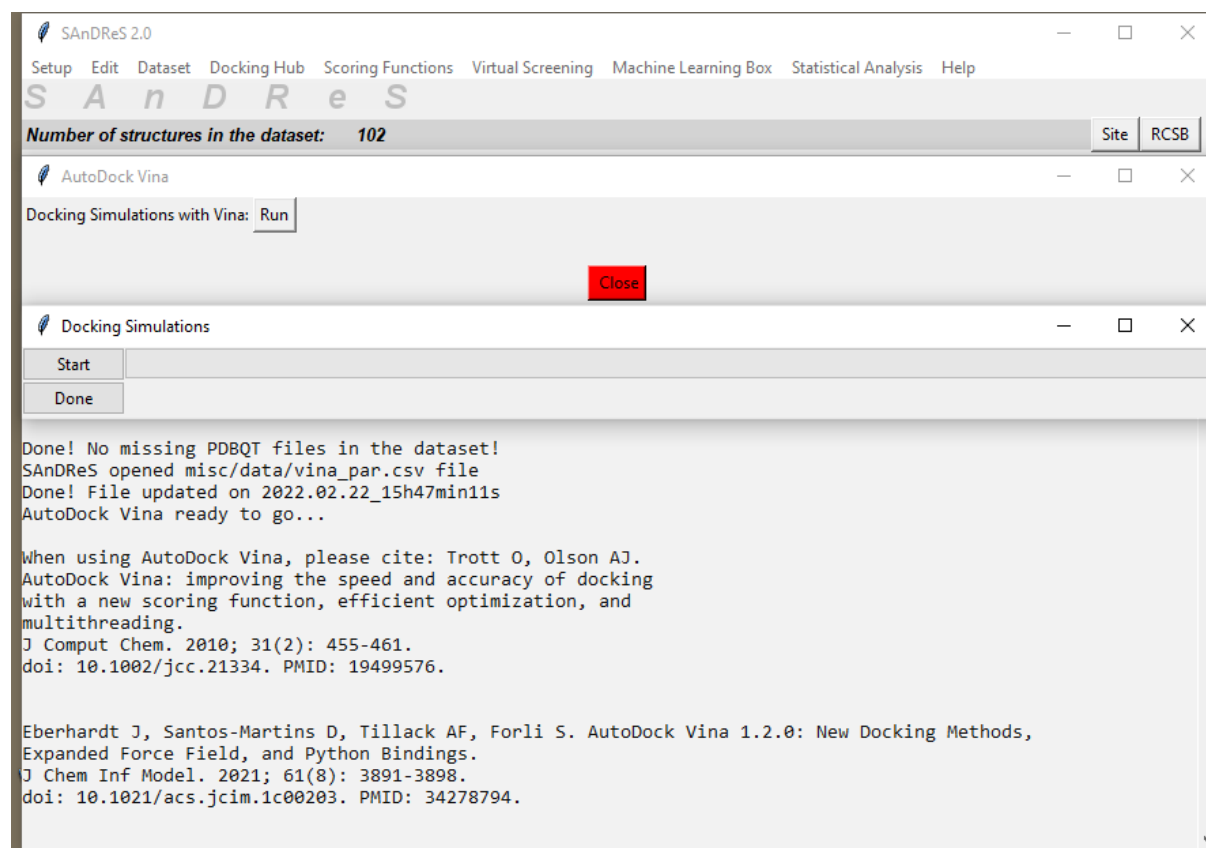 SAnDReS 2.0
Setup Edit Dataset Docking Hub Scoring Functions Virtual Screening Machine Learning Box Statistical Analysis Help
S A n D R e S
Number of structures in the dataset: 102 Site RCSB
AutoDock Vina
Docking Simulations with Vina: Run
Close
Docking Simulations
Start
Done
Done! No missing PDBQT files in the dataset!
SAnDReS opened misc/data/vina_par.csv file
Done! File updated on 2022.02.22_15h47min11s
AutoDock Vina ready to go...
When using AutoDock Vina, please cite: Trott O, Olson AJ.
AutoDock Vina: improving the speed and accuracy of docking
with a new scoring function, efficient optimization, and
multithreading.
J Comput Chem. 2010; 31(2): 455-461.
doi: 10.1002/jcc.21334. PMID: 19499576.
Eberhardt J, Santos-Martins D, Tillack AF, Forli S. AutoDock Vina 1.2.0: New Docking Methods,
Expanded Force Field, and Python Bindings.
J Chem Inf Model. 2021; 61(8): 3891-3898.
doi: 10.1021/acs.jcim.1c00203. PMID: 34278794.